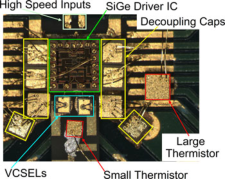 High Speed Inputs
SiGe Driver IC
Decoupling Caps
Large
Thermistor
VCSELs
Small Thermistor